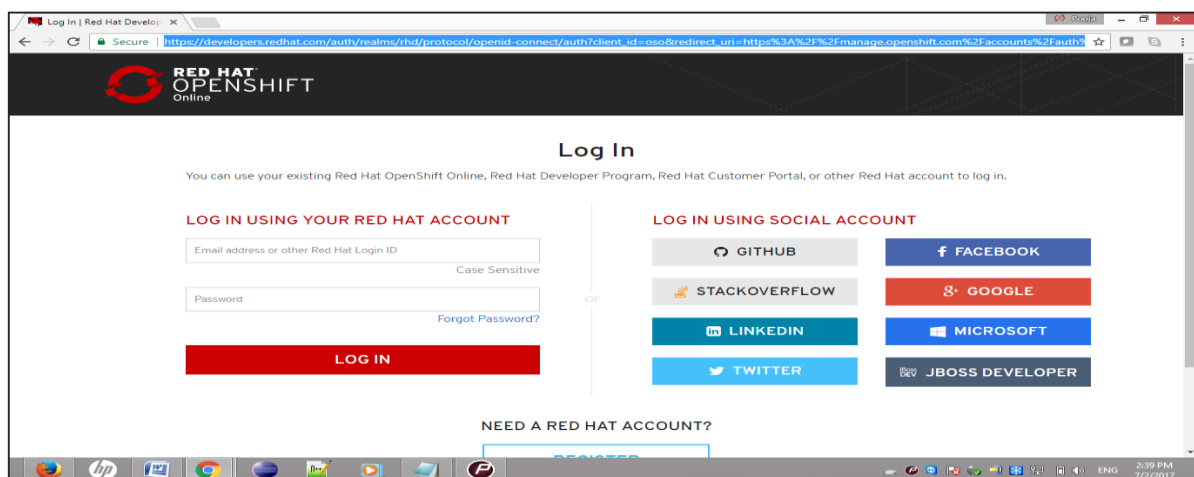 Log In | Red Hat Develop
Pooja
Secure | https://developers.redhat.com/auth/realms/rhd/protocol/openid-connect/auth?client_id=oso&redirect_uri=https%3A%2F%2Fmanage.openshift.com%2Faccounts%2Fauth%
RED HAT
OPENSHIFT
Online
Log In
You can use your existing Red Hat OpenShift Online, Red Hat Developer Program, Red Hat Customer Portal, or other Red Hat account to log in.
LOG IN USING YOUR RED HAT ACCOUNT
Email address or other Red Hat Login ID
Case Sensitive
Password
Forgot Password?
LOG IN
or
LOG IN USING SOCIAL ACCOUNT
GITHUB
FACEBOOK
STACKOVERFLOW
GOOGLE
LINKEDIN
MICROSOFT
TWITTER
JBOSS DEVELOPER
NEED A RED HAT ACCOUNT?
REGISTER
ENG
2:39 PM
7/2/2017